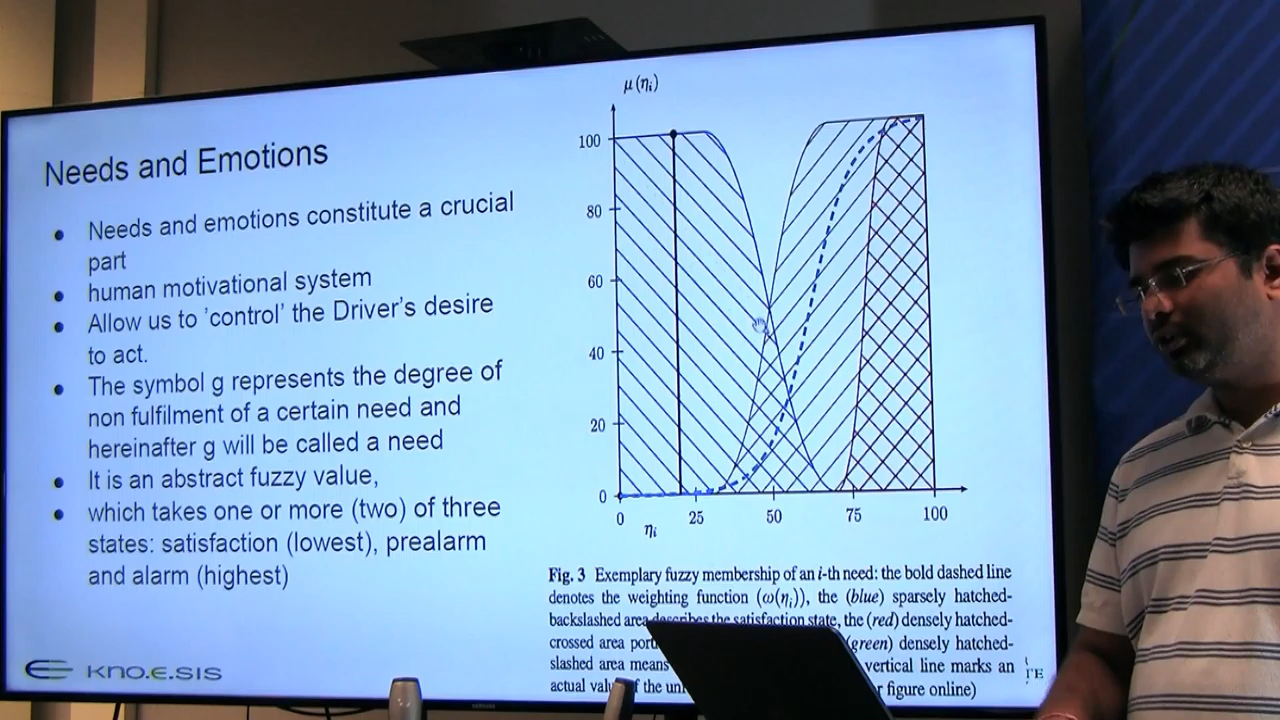 Needs and Emotions
● Needs and emotions constitute a crucial
part
● human motivational system
● Allow us to 'control' the Driver's desire
to act.
● The symbol g represents the degree of
non fulfilment of a certain need and
hereinafter g will be called a need
● It is an abstract fuzzy value,
● which takes one or more (two) of three
states: satisfaction (lowest), prealarm
and alarm (highest)
KNO.E.SIS
μ(ηi)
100
80
60
40
20
0
0 25 50 75 100
ηi
Fig. 3 Exemplary fuzzy membership of an i-th need: the bold dashed line
denotes the weighting function (ω(ηi)), the (blue) sparsely hatched-
backslashed area describes the satisfaction state, the (red) densely hatched-
crossed area (green) densely hatched-
slashed area means vertical line marks an
actual of the figure online)